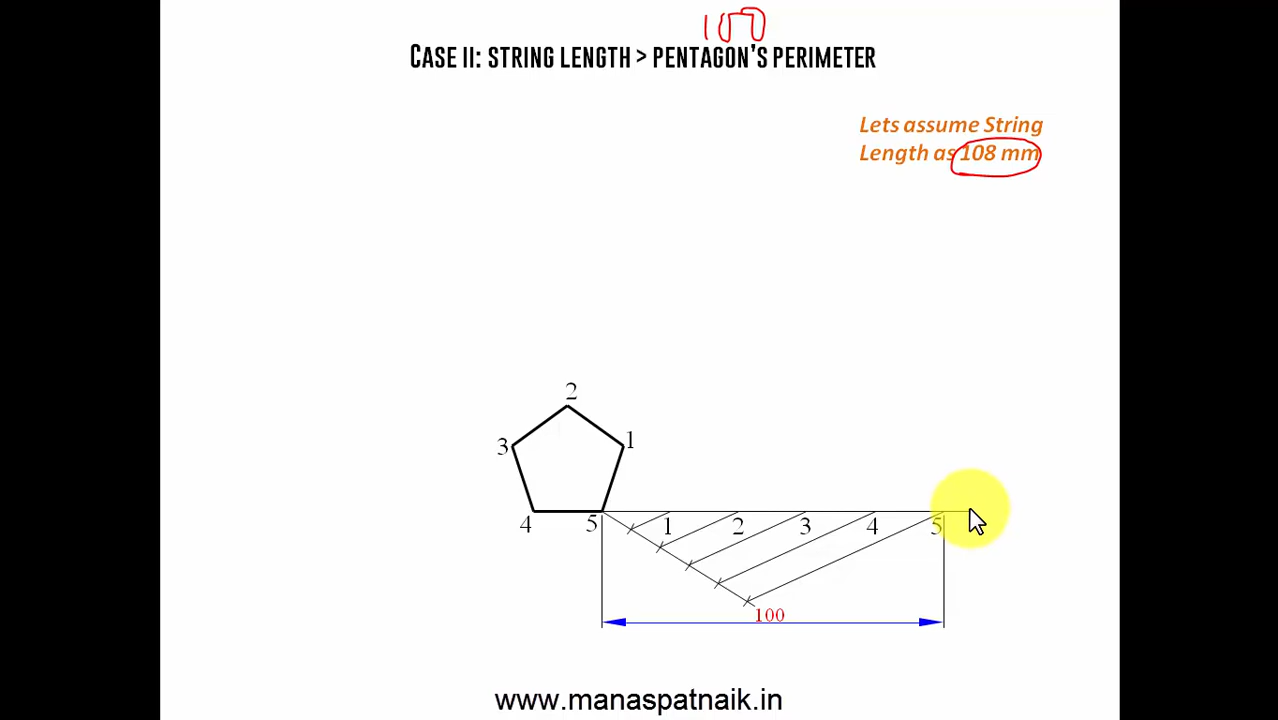 100
CASE II: STRING LENGTH > PENTAGON'S PERIMETER
Lets assume String
Length as 108 mm
2
3 1
4 5 1 2 3 4 5
100
www.manaspatnaik.in